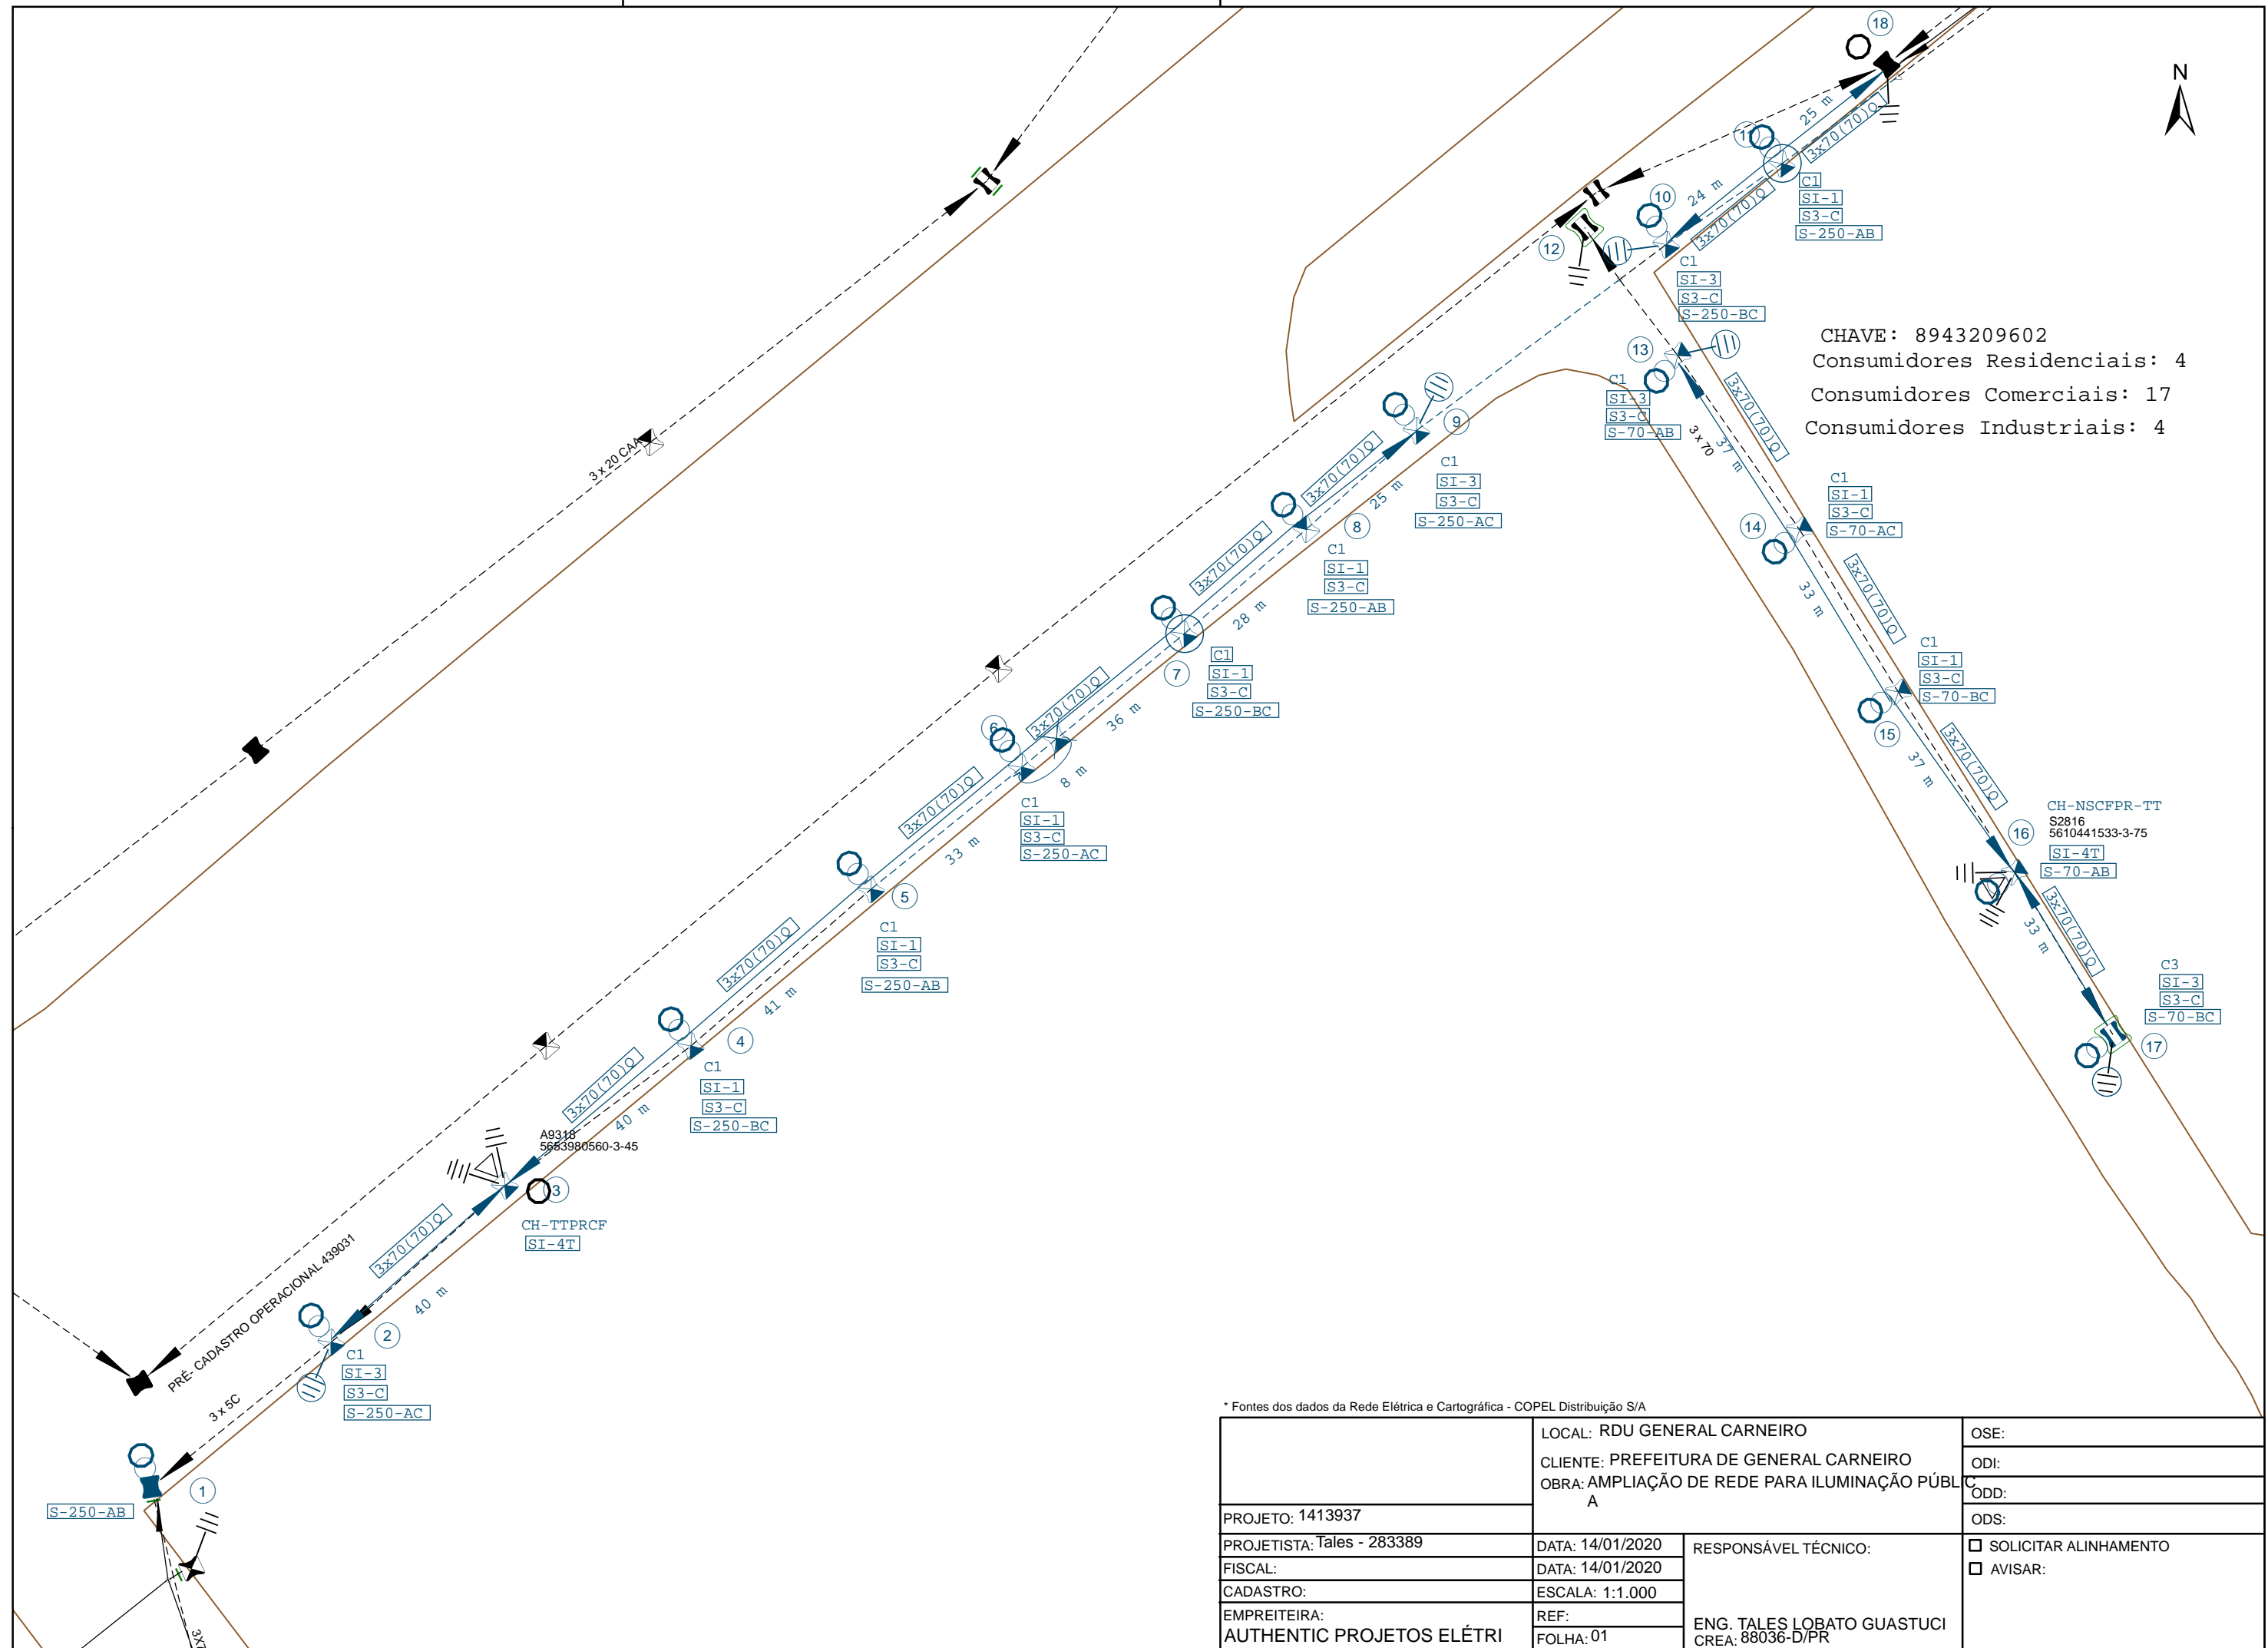 18
N
25 m
3x70(70)Q
11
C1
SI-1
S3-C
S-250-AB
10
24 m
3x70(70)Q
12
C1
SI-3
S3-C
S-250-BC
CHAVE: 8943209602
Consumidores Residenciais: 4
Consumidores Comerciais: 17
Consumidores Industriais: 4
13
C1
SI-3
S3-C
S-70-AB
3x70(70)Q
3 x 70
37 m
3 x 20 CAA
9
C1
SI-3
S3-C
S-250-AC
3x70(70)Q
25 m
8
C1
SI-1
S3-C
S-250-AB
C1
SI-1
S3-C
S-70-AC
14
3x70(70)Q
33 m
3x70(70)Q
28 m
7
C1
SI-1
S3-C
S-250-BC
C1
SI-1
S3-C
S-70-BC
15
3x70(70)Q
37 m
3x70(70)Q
36 m
6
8 m
C1
SI-1
S3-C
S-250-AC
CH-NSCFPR-TT
S2816
5610441533-3-75
16
SI-4T
S-70-AB
3x70(70)Q
33 m
3x70(70)Q
33 m
5
C1
SI-1
S3-C
S-250-AB
C3
SI-3
S3-C
S-70-BC
17
3x70(70)Q
41 m
4
C1
SI-1
S3-C
S-250-BC
3x70(70)Q
40 m
A9318
5653980560-3-45
3
CH-TTPRCF
SI-4T
3x70(70)Q
40 m
PRÉ- CADASTRO OPERACIONAL 439031
2
C1
SI-3
S3-C
S-250-AC
3 x 5C
1
S-250-AB
3X7
* Fontes dos dados da Rede Elétrica e Cartográfica - COPEL Distribuição S/A
LOCAL: RDU GENERAL CARNEIRO
CLIENTE: PREFEITURA DE GENERAL CARNEIRO
OBRA: AMPLIAÇÃO DE REDE PARA ILUMINAÇÃO PÚBLIC
A
OSE:
ODI:
ODD:
ODS:
PROJETO: 1413937
PROJETISTA: Tales - 283389
DATA: 14/01/2020
FISCAL:
DATA: 14/01/2020
CADASTRO:
ESCALA: 1:1.000
EMPREITEIRA:
AUTHENTIC PROJETOS ELÉTRI
REF:
FOLHA: 01
RESPONSÁVEL TÉCNICO:
ENG. TALES LOBATO GUASTUCI
CREA: 88036-D/PR
SOLICITAR ALINHAMENTO
AVISAR: